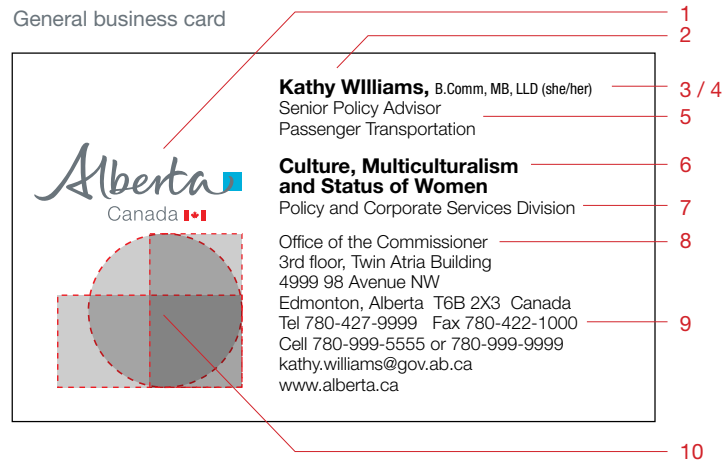 General business card
1
2
Kathy WIlliams, B.Comm, MB, LLD (she/her)
3 / 4
Senior Policy Advisor
5
Passenger Transportation
Alberta
Canada
Culture, Multiculturalism
6
and Status of Women
Policy and Corporate Services Division
7
Office of the Commissioner
8
3rd floor, Twin Atria Building
4999 98 Avenue NW
Edmonton, Alberta T6B 2X3 Canada
Tel 780-427-9999 Fax 780-422-1000
9
Cell 780-999-5555 or 780-999-9999
kathy.williams@gov.ab.ca
www.alberta.ca
10